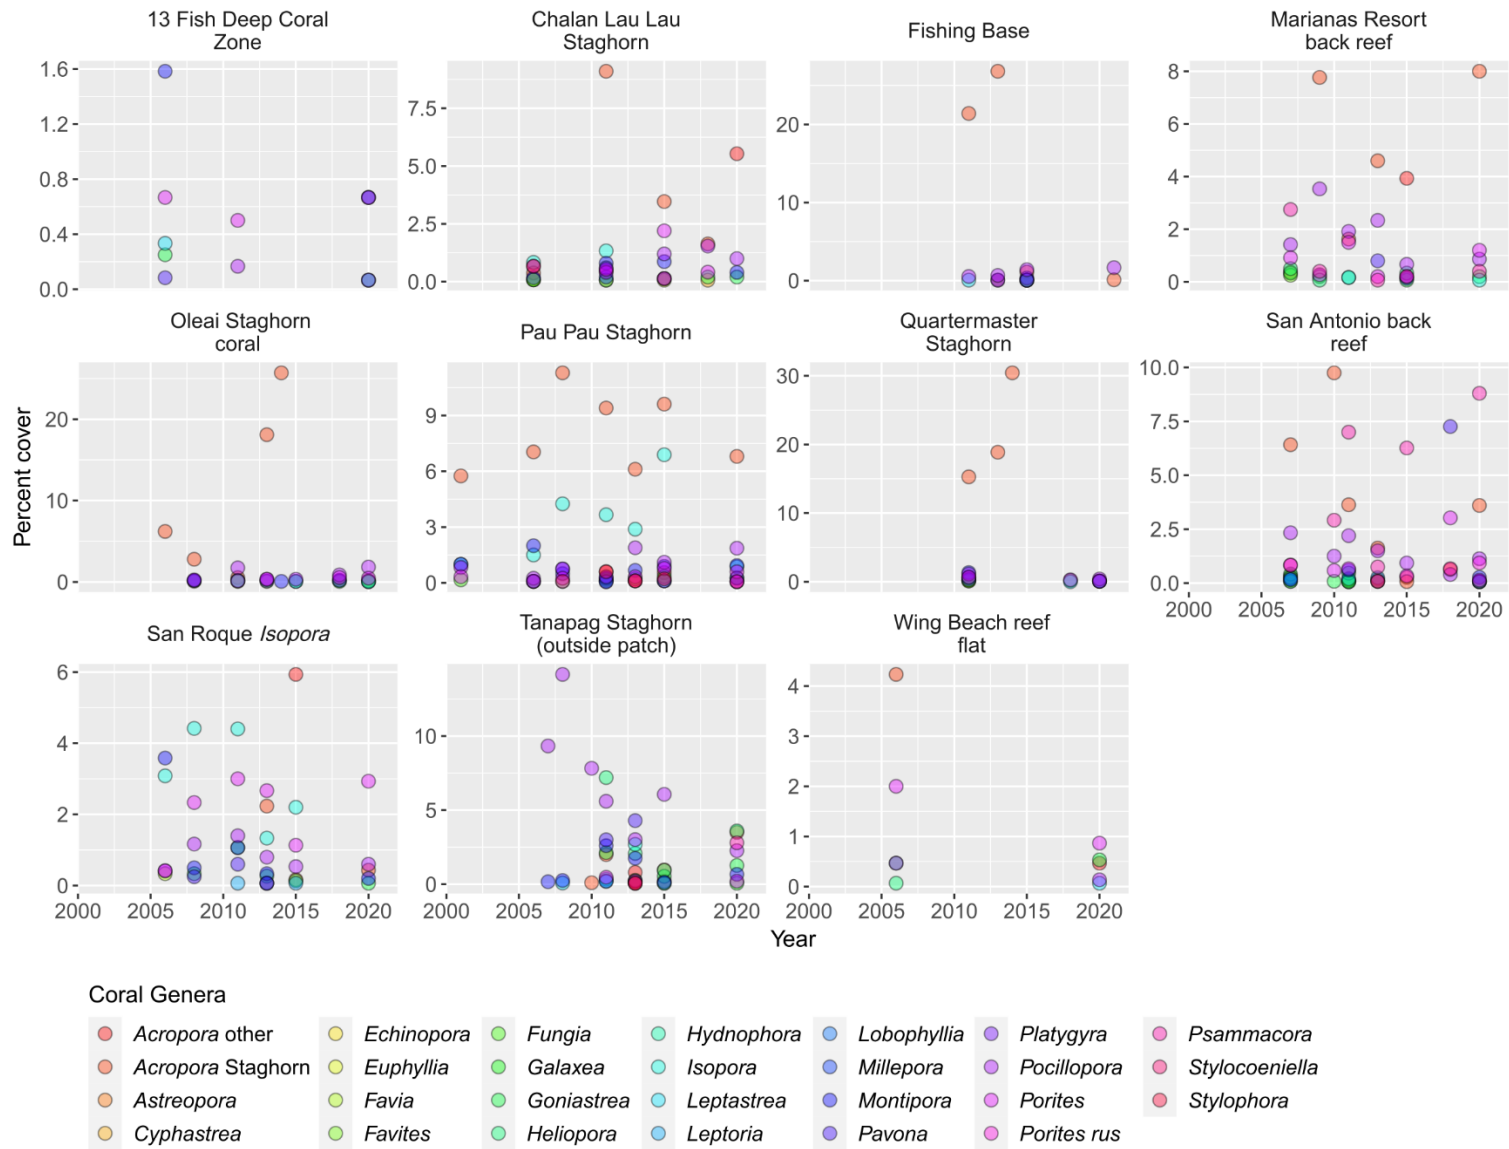 13 Fish Deep Coral
Zone
Chalan Lau Lau
Staghorn
Fishing Base
Marianas Resort
back reef
1.6
1.2
0.8
0.4
0.0
7.5
5.0
2.5
0.0
20
10
0
8
6
4
2
0
Oleai Staghorn
coral
Pau Pau Staghorn
Quartermaster
Staghorn
San Antonio back
reef
20
10
0
9
6
3
0
30
20
10
0
10.0
7.5
5.0
2.5
0.0
2000 2005 2010 2015 2020
San Roque Isopora
Tanapag Staghorn
(outside patch)
Wing Beach reef
flat
6
4
2
0
10
5
0
4
3
2
1
0
2000 2005 2010 2015 2020
2000 2005 2010 2015 2020
2000 2005 2010 2015 2020
Percent cover
Year
Coral Genera
Acropora other
Acropora Staghorn
Astreopora
Cyphastrea
Echinopora
Euphyllia
Favia
Favites
Fungia
Galaxea
Goniastrea
Heliopora
Hydnophora
Isopora
Leptastrea
Leptoria
Lobophyllia
Millepora
Montipora
Pavona
Platygyra
Pocillopora
Porites
Porites rus
Psammacora
Stylocoeniella
Stylophora